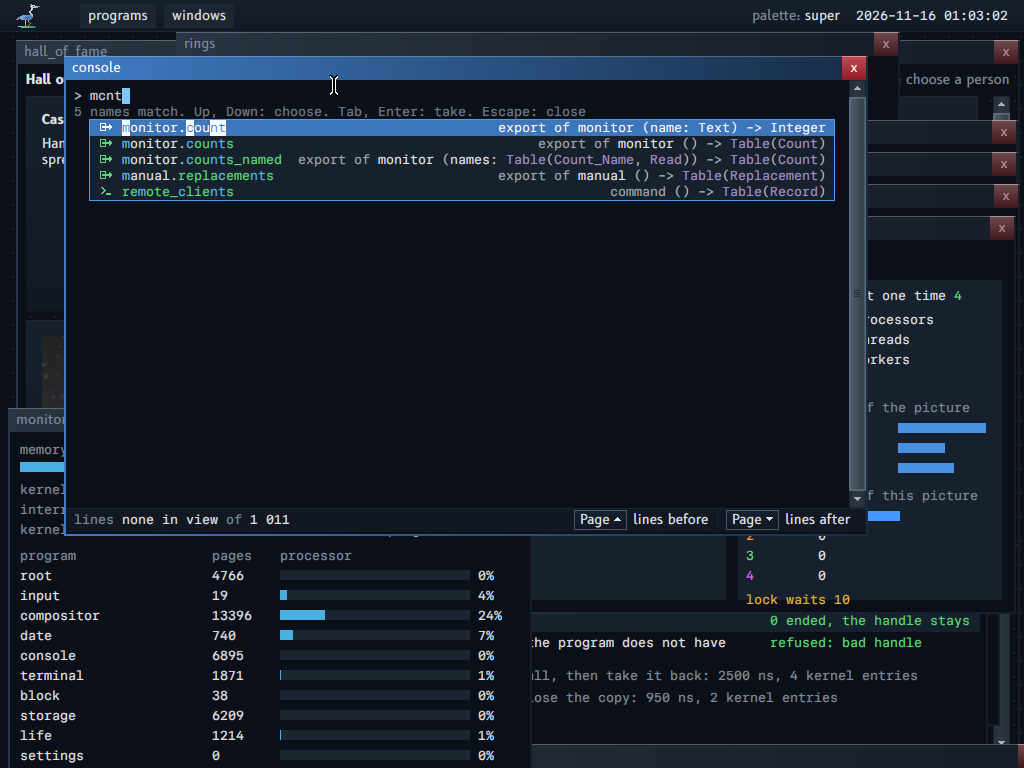 programs windows palette: super 2026-11-16 01:03:02
rings x
hall_of_fame x
console x
Hall o choose a person
> mcnt
5 names match. Up, Down: choose. Tab, Enter: take. Escape: close
Cas
monitor.count export of monitor (name: Text) -> Integer
x
Han
monitor.counts export of monitor () -> Table(Count)
spre
monitor.counts_named export of monitor (names: Table(Count_Name, Read)) -> Table(Count)
x
manual.replacements export of manual () -> Table(Replacement)
remote_clients command () -> Table(Record)
x
x
t one time 4
rocessors
reads
rkers
f the picture
monitor
memory
kernel
f this picture
inter
lines none in view of 1 011 Page lines before Page lines after
kernel
2 0
program pages processor
3 0
root 4766 0%
4 0
input 19 4%
lock waits 10
compositor 13396 24%
0 ended, the handle stays
date 740 7%
the program does not have refused: bad handle
console 6895 0%
terminal 1871 1%
all, then take it back: 2500 ns, 4 kernel entries
block 38 0%
lose the copy: 950 ns, 2 kernel entries
storage 6209 0%
life 1214 1%
settings 0 0%